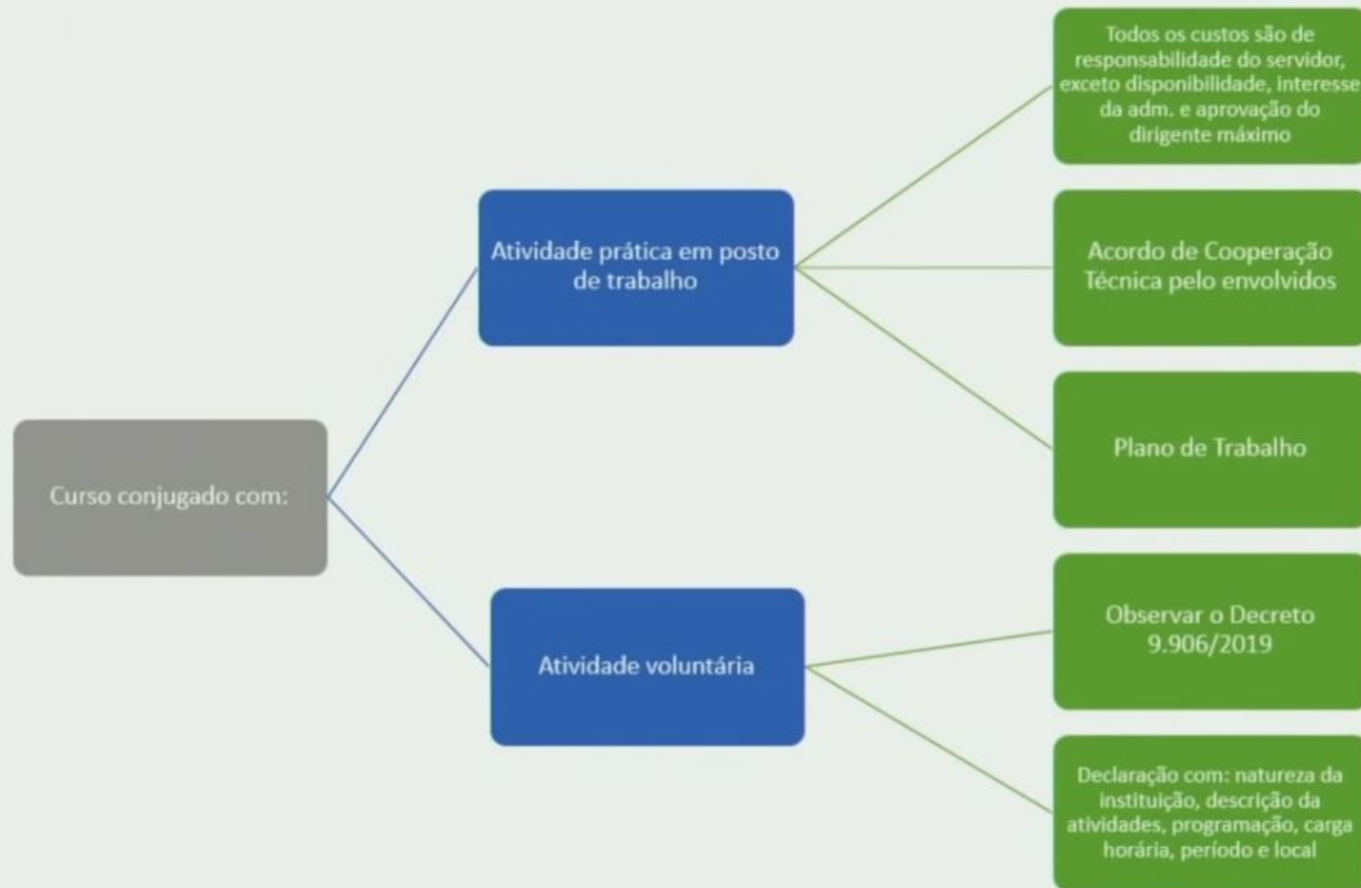 Curso conjugado com:
Atividade prática em posto
de trabalho
Todos os custos são de
responsabilidade do servidor,
exceto disponibilidade, interesse
da adm. e aprovação do
dirigente máximo
Acordo de Cooperação
Técnica pelo envolvidos
Plano de Trabalho
Atividade voluntária
Observar o Decreto
9.906/2019
Declaração com: natureza da
instituição, descrição da
atividades, programação, carga
horária, período e local